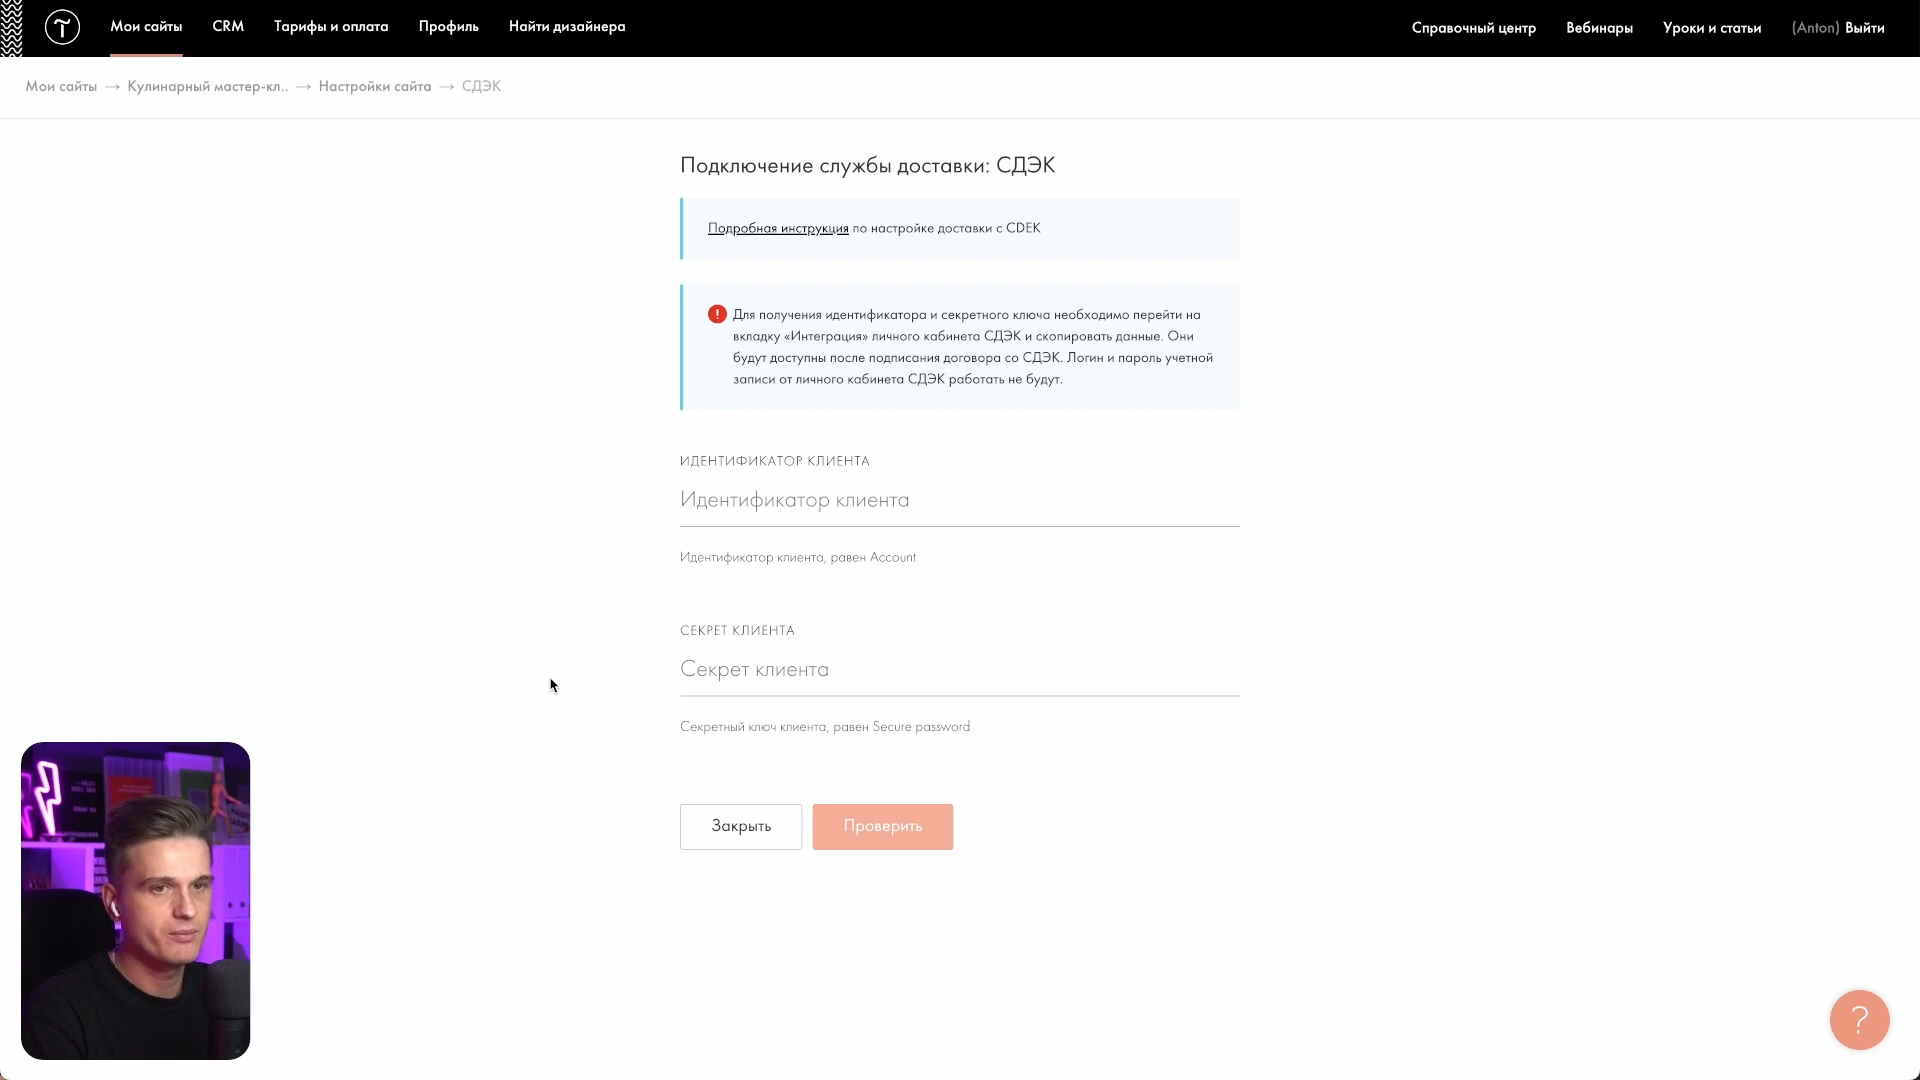 Мои сайты CRM Тарифы и оплата Профиль Найти дизайнера Справочный центр Вебинары Уроки и статьи (Anton) Выйти
Мои сайты → Кулинарный мастер-кл.. → Настройки сайта → СДЭК
Подключение службы доставки: СДЭК
Подробная инструкция по настройке доставки с CDEK
Для получения идентификатора и секретного ключа необходимо перейти на
вкладку «Интеграция» личного кабинета СДЭК и скопировать данные. Они
будут доступны после подписания договора со СДЭК. Логин и пароль учетной
записи от личного кабинета СДЭК работать не будут.
ИДЕНТИФИКАТОР КЛИЕНТА
Идентификатор клиента
Идентификатор клиента, равен Account
СЕКРЕТ КЛИЕНТА
Секрет клиента
Секретный ключ клиента, равен Secure password
Закрыть Проверить
?